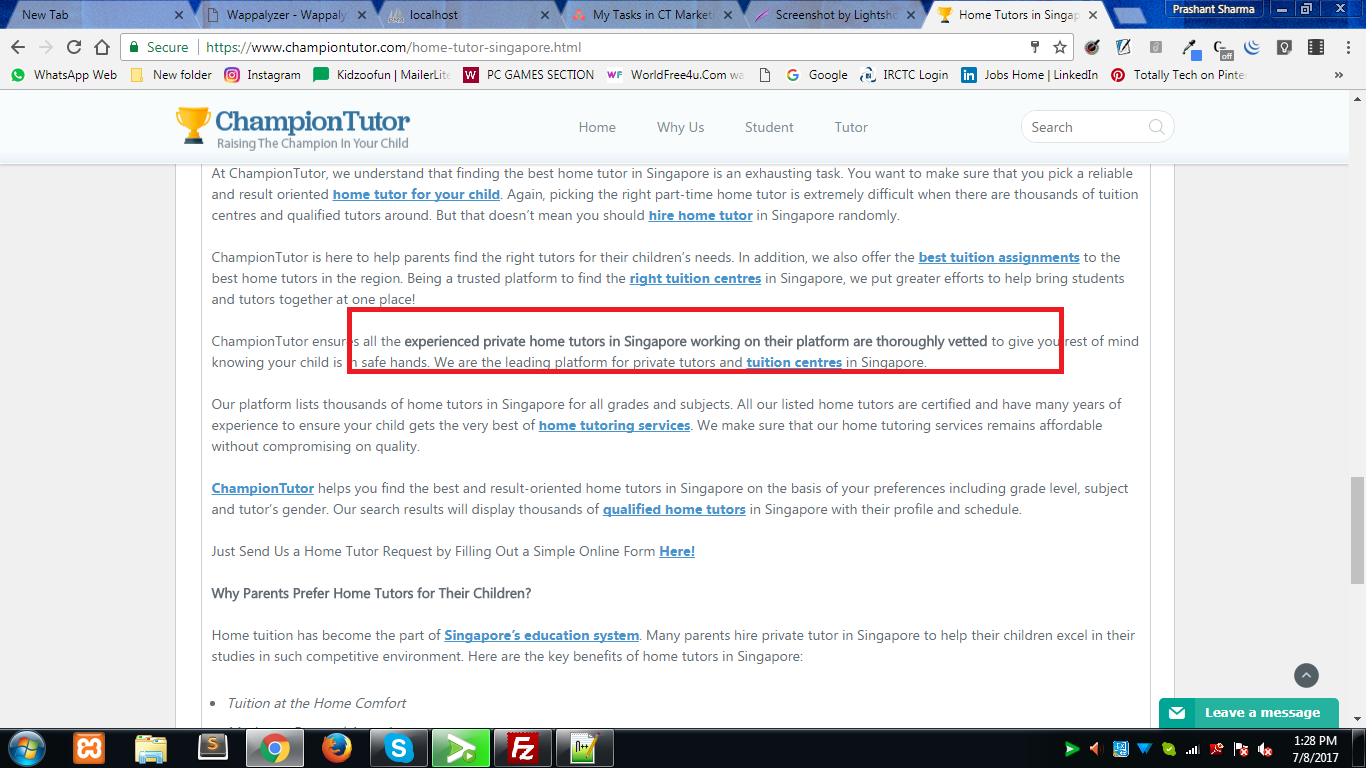 New Tab
Wappalyzer - Wappaly
localhost
My Tasks in CT Market
Screenshot by Lightsh
Home Tutors in Singap
Prashant Sharma
Secure
https://www.championtutor.com/home-tutor-singapore.html
off
WhatsApp Web
New folder
Instagram
Kidzoofun | MailerLite
PC GAMES SECTION
WorldFree4u.Com wa
Google
IRCTC Login
Jobs Home | LinkedIn
Totally Tech on Pinte
»
ChampionTutor
Raising The Champion In Your Child
Home
Why Us
Student
Tutor
Search
At ChampionTutor, we understand that finding the best home tutor in Singapore is an exhausting task. You want to make sure that you pick a reliable
and result oriented home tutor for your child. Again, picking the right part-time home tutor is extremely difficult when there are thousands of tuition
centres and qualified tutors around. But that doesn't mean you should hire home tutor in Singapore randomly.
ChampionTutor is here to help parents find the right tutors for their children's needs. In addition, we also offer the best tuition assignments to the
best home tutors in the region. Being a trusted platform to find the right tuition centres in Singapore, we put greater efforts to help bring students
and tutors together at one place!
ChampionTutor ensures all the experienced private home tutors in Singapore working on their platform are thoroughly vetted to give you rest of mind
knowing your child is in safe hands. We are the leading platform for private tutors and tuition centres in Singapore.
Our platform lists thousands of home tutors in Singapore for all grades and subjects. All our listed home tutors are certified and have many years of
experience to ensure your child gets the very best of home tutoring services. We make sure that our home tutoring services remains affordable
without compromising on quality.
ChampionTutor helps you find the best and result-oriented home tutors in Singapore on the basis of your preferences including grade level, subject
and tutor's gender. Our search results will display thousands of qualified home tutors in Singapore with their profile and schedule.
Just Send Us a Home Tutor Request by Filling Out a Simple Online Form Here!
Why Parents Prefer Home Tutors for Their Children?
Home tuition has become the part of Singapore's education system. Many parents hire private tutor in Singapore to help their children excel in their
studies in such competitive environment. Here are the key benefits of home tutors in Singapore:
• Tuition at the Home Comfort
Leave a message
1:28 PM
7/8/2017